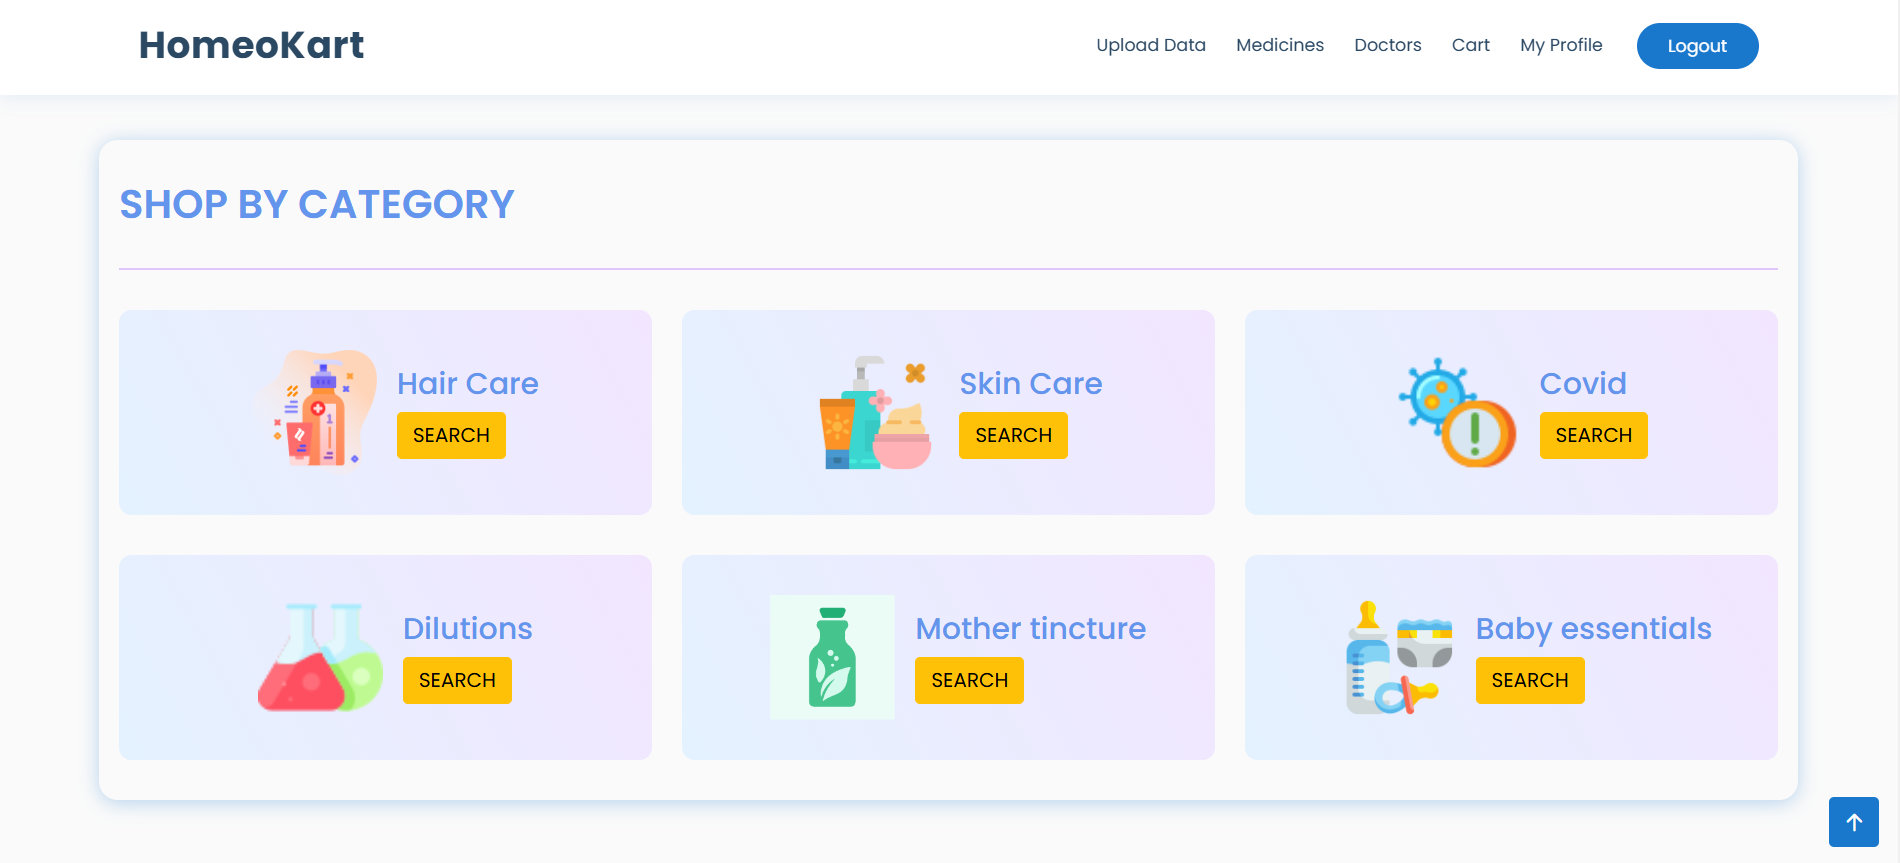 HomeoKart
Upload Data
Medicines
Doctors
Cart
My Profile
Logout
SHOP BY CATEGORY
Hair Care
SEARCH
Skin Care
SEARCH
Covid
SEARCH
Dilutions
SEARCH
Mother tincture
SEARCH
Baby essentials
SEARCH